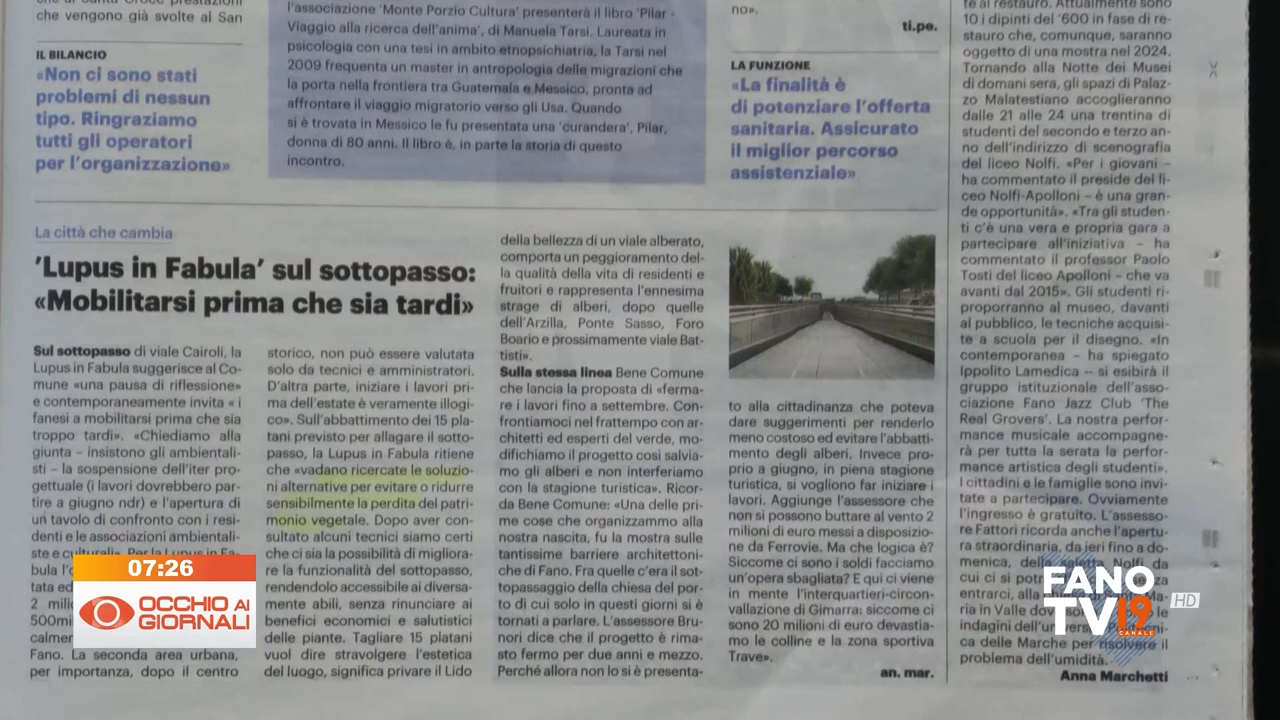 che vengono già svolte al San
IL BILANCIO
«Non ci sono stati
problemi di nessun
tipo. Ringraziamo
tutti gli operatori
per l'organizzazione»
l'associazione 'Monte Porzio Cultura' presenterà il libro 'Pilar -
Viaggio alla ricerca dell'anima', di Manuela Tarsi. Laureata in
psicologia con una tesi in ambito etnopsichiatria, la Tarsi nel
2009 frequenta un master in antropologia delle migrazioni che
la porta nella frontiera tra Guatemala e Messico, pronta ad
affrontare il viaggio migratorio verso gli Usa. Quando
si è trovata in Messico le fu presentata una 'curandera', Pilar,
donna di 80 anni. Il libro è, in parte la storia di questo
incontro.
no».
ti.pe.
LA FUNZIONE
«La finalità è
di potenziare l'offerta
sanitaria. Assicurato
il miglior percorso
assistenziale»
La città che cambia
'Lupus in Fabula' sul sottopasso:
«Mobilitarsi prima che sia tardi»
Sul sottopasso di viale Cairoli, la
Lupus in Fabula suggerisce al Co-
mune «una pausa di riflessione»
e contemporaneamente invita « i
fanesi a mobilitarsi prima che sia
troppo tardi». «Chiediamo alla
giunta – insistono gli ambientali-
sti – la sospensione dell'iter pro-
gettuale (i lavori dovrebbero par-
tire a giugno ndr) e l'apertura di
un tavolo di confronto con i resi-
denti e le associazioni ambientali-
ste e culturali». Per la Lupus in Fa-
bula l'
tata ed
2 mili
500mi
calmer
Fano. La seconda area urbana,
per importanza, dopo il centro
storico, non può essere valutata
solo da tecnici e amministratori.
D'altra parte, iniziare i lavori pri-
ma dell'estate è veramente illogi-
co». Sull'abbattimento dei 15 pla-
tani previsto per allagare il sotto-
passo, la Lupus in Fabula ritiene
che «vadano ricercate le soluzio-
ni alternative per evitare o ridurre
sensibilmente la perdita del patri-
monio vegetale. Dopo aver con-
sultato alcuni tecnici siamo certi
che ci sia la possibilità di migliora-
re la funzionalità del sottopasso,
rendendolo accessibile ai diversa-
mente abili, senza rinunciare ai
benefici economici e salutistici
delle piante. Tagliare 15 platani
vuol dire stravolgere l'estetica
del luogo, significa privare il Lido
della bellezza di un viale alberato,
comporta un peggioramento del-
la qualità della vita di residenti e
fruitori e rappresenta l'ennesima
strage di alberi, dopo quelle
dell'Arzilla, Ponte Sasso, Foro
Boario e prossimamente viale Bat-
tisti».
Sulla stessa linea Bene Comune
che lancia la proposta di «ferma-
re i lavori fino a settembre. Con-
frontiamoci nel frattempo con ar-
chitetti ed esperti del verde, mo-
difichiamo il progetto così salvia-
mo gli alberi e non interferiamo
con la stagione turistica». Ricor-
da Bene Comune: «Una delle pri-
me cose che organizzammo alla
nostra nascita, fu la mostra sulle
tantissime barriere architettoni-
che di Fano. Fra quelle c'era il sot-
topassaggio della chiesa del por-
to di cui solo in questi giorni si è
tornati a parlare. L'assessore Bru-
nori dice che il progetto è rima-
sto fermo per due anni e mezzo.
Perché allora non lo si è presenta-
to alla cittadinanza che poteva
dare suggerimenti per renderlo
meno costoso ed evitare l'abbatti-
mento degli alberi. Invece pro-
prio a giugno, in piena stagione
turistica, si vogliono far iniziare i
lavori. Aggiunge l'assessore che
non si possono buttare al vento 2
milioni di euro messi a disposizio-
ne da Ferrovie. Ma che logica è?
Siccome ci sono i soldi facciamo
un'opera sbagliata? E qui ci viene
in mente l'interquartieri-circon-
vallazione di Gimarra: siccome ci
sono 20 milioni di euro devastia-
mo le colline e la zona sportiva
Trave».
an. mar.
te al restauro. Attualmente sono
10 i dipinti del '600 in fase di re-
stauro che, comunque, saranno
oggetto di una mostra nel 2024.
Tornando alla Notte dei Musei
di domani sera, gli spazi di Palaz-
zo Malatestiano accoglieranno
dalle 21 alle 24 una trentina di
studenti del secondo e terzo an-
no dell'indirizzo di scenografia
del liceo Nolfi. «Per i giovani –
ha commentato il preside del li-
ceo Nolfi-Apolloni – è una gran-
de opportunità». «Tra gli studen-
ti c'è una vera e propria gara a
partecipare all'iniziativa – ha
commentato il professor Paolo
Tosti del liceo Apolloni – che va
avanti dal 2015». Gli studenti ri-
proporranno al museo, davanti
al pubblico, le tecniche acquisi-
te a scuola per il disegno. «In
contemporanea – ha spiegato
Ippolito Lamedica – si esibirà il
gruppo istituzionale dell'asso-
ciazione Fano Jazz Club 'The
Real Grovers'. La nostra perfor-
mance musicale accompagne-
rà per tutta la serata la perfor-
mance artistica degli studenti».
I cittadini e le famiglie sono invi-
tate a partecipare. Ovviamente
l'ingresso è gratuito. L'assesso-
re Fattori ricorda anche l'apertu-
ra straordinaria, da ieri fino a do-
menica, della Saletta Nolfi da
cui ci si pot
entrarci, alla
ria in Valle do
indagini dell'univers
ca delle Marche per risolvere il
problema dell'umidità.
Anna Marchetti
07:26
OCCHIO AI
GIORNALI
FANO
TV19
CANALE
HD